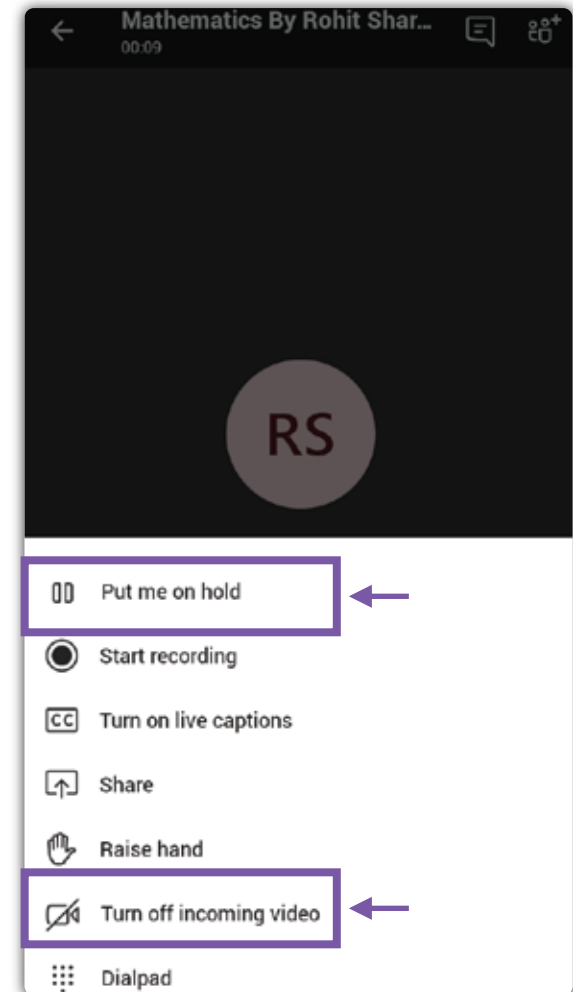 Mathematics By Rohit Shar...
00:09
RS
Put me on hold
Start recording
CC Turn on live captions
Share
Raise hand
Turn off incoming video
Dialpad